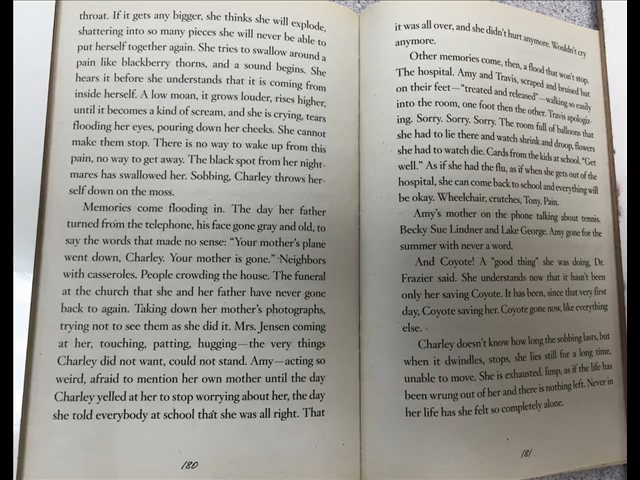 throat. If it gets any bigger, she thinks she will explode,
shattering into so many pieces she will never be able to
put herself together again. She tries to swallow around a
pain like blackberry thorns, and a sound begins. She
hears it before she understands that it is coming from
inside herself. A low moan, it grows louder, rises higher,
until it becomes a kind of scream, and she is crying, tears
flooding her eyes, pouring down her cheeks. She cannot
make them stop. There is no way to wake up from this
pain, no way to get away. The black spot from her night-
mares has swallowed her. Sobbing, Charley throws her-
self down on the moss.
Memories come flooding in. The day her father
turned from the telephone, his face gone gray and old, to
say the words that made no sense: “Your mother’s plane
went down, Charley. Your mother is gone.” Neighbors
with casseroles. People crowding the house. The funeral
at the church that she and her father have never gone
back to again. Taking down her mother’s photographs,
trying not to see them as she did it. Mrs. Jensen coming
at her, touching, patting, hugging—the very things
Charley did not want, could not stand. Amy—acting so
weird, afraid to mention her own mother until the day
Charley yelled at her to stop worrying about her, the day
she told everybody at school that she was all right. That
180
it was all over, and she didn’t hurt anymore. Wouldn’t cry
anymore.
Other memories come, then, a flood that won’t stop.
The hospital. Amy and Travis, scraped and bruised but
on their feet—“treated and released”—walking so easily
into the room, one foot then the other. Travis apologiz-
ing. Sorry. Sorry. Sorry. The room full of balloons that
she had to lie there and watch shrink and droop, flowers
she had to watch die. Cards from the kids at school. “Get
well.” As if she had the flu, as if when she gets out of the
hospital, she can come back to school and everything will
be okay. Wheelchair, crutches, Tony. Pain.
Amy’s mother on the phone talking about tennis.
Becky Sue Lindner and Lake George. Amy gone for the
summer with never a word.
And Coyote! A “good thing” she was doing, Dr.
Frazier said. She understands now that it hasn’t been
only her saving Coyote. It has been, since that very first
day, Coyote saving her. Coyote gone now, like everything
else.
Charley doesn’t know how long the sobbing lasts, but
when it dwindles, stops, she lies still for a long time,
unable to move. She is exhausted, limp, as if the life has
been wrung out of her and there is nothing left. Never in
her life has she felt so completely alone.
181